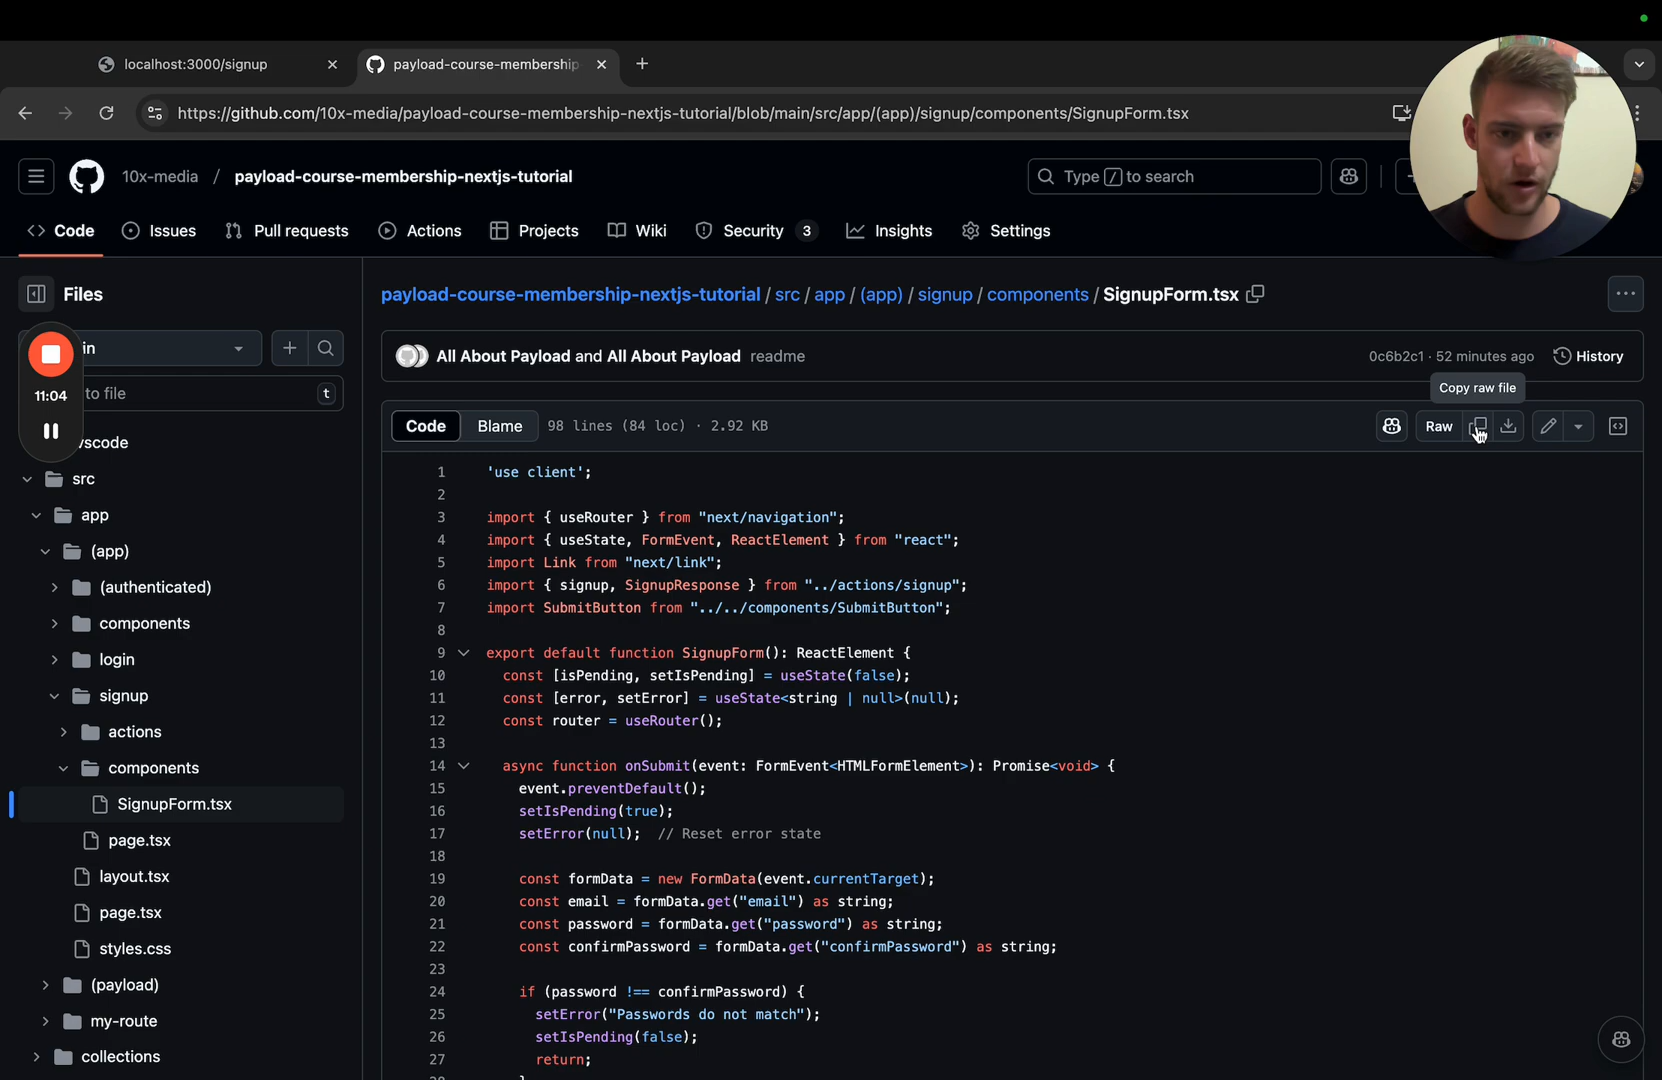 localhost:3000/signup
payload-course-membership
https://github.com/10x-media/payload-course-membership-nextjs-tutorial/blob/main/src/app/(app)/signup/components/SignupForm.tsx
10x-media / payload-course-membership-nextjs-tutorial
Type / to search
Code
Issues
Pull requests
Actions
Projects
Wiki
Security 3
Insights
Settings
Files
in
to file
t
11:04
vscode
src
app
(app)
(authenticated)
components
login
signup
actions
components
SignupForm.tsx
page.tsx
layout.tsx
page.tsx
styles.css
(payload)
my-route
collections
payload-course-membership-nextjs-tutorial / src / app / (app) / signup / components / SignupForm.tsx
All About Payload and All About Payload readme
0c6b2c1 · 52 minutes ago
History
Copy raw file
Code
Blame
98 lines (84 loc) · 2.92 KB
Raw
1 'use client';
2
3 import { useRouter } from "next/navigation";
4 import { useState, FormEvent, ReactElement } from "react";
5 import Link from "next/link";
6 import { signup, SignupResponse } from "../actions/signup";
7 import SubmitButton from "../../components/SubmitButton";
8
9 export default function SignupForm(): ReactElement {
10 const [isPending, setIsPending] = useState(false);
11 const [error, setError] = useState<string | null>(null);
12 const router = useRouter();
13
14 async function onSubmit(event: FormEvent<HTMLFormElement>): Promise<void> {
15 event.preventDefault();
16 setIsPending(true);
17 setError(null); // Reset error state
18
19 const formData = new FormData(event.currentTarget);
20 const email = formData.get("email") as string;
21 const password = formData.get("password") as string;
22 const confirmPassword = formData.get("confirmPassword") as string;
23
24 if (password !== confirmPassword) {
25 setError("Passwords do not match");
26 setIsPending(false);
27 return;